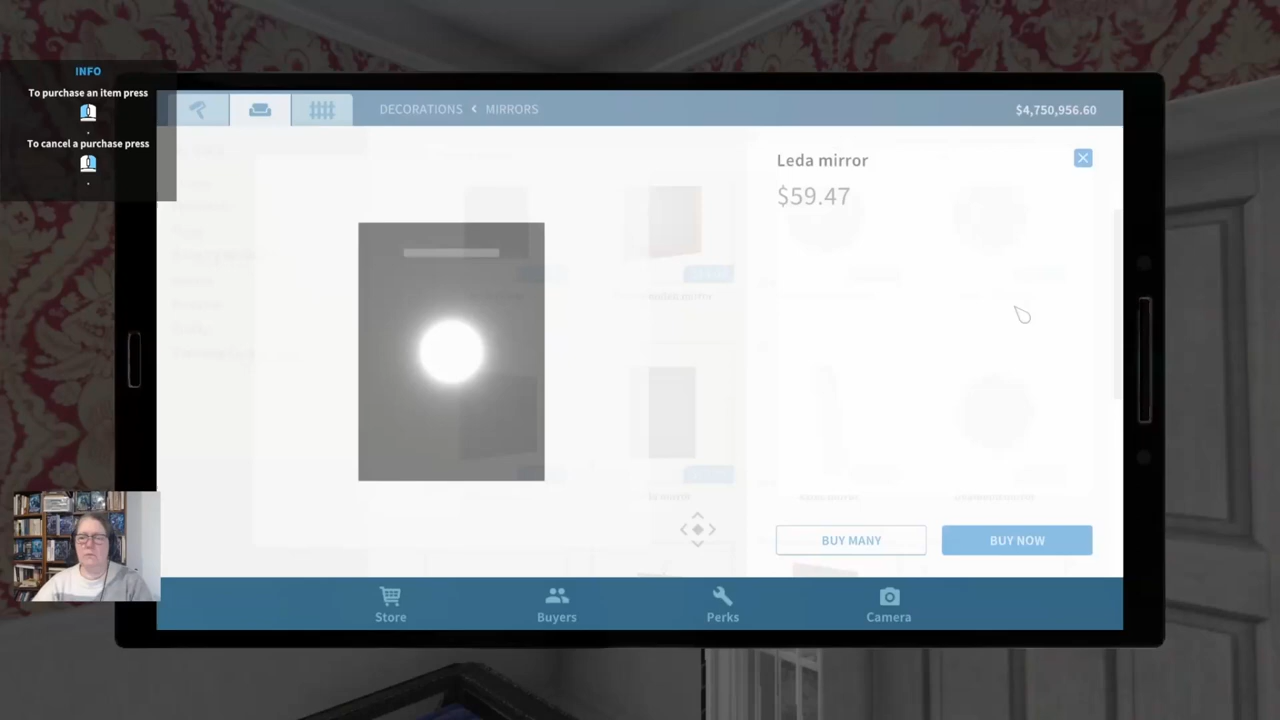 INFO
To purchase an item press
.
To cancel a purchase press
.
DECORATIONS < MIRRORS
$4,750,956.60
Leda mirror
$59.47
BUY MANY
BUY NOW
Store
Buyers
Perks
Camera